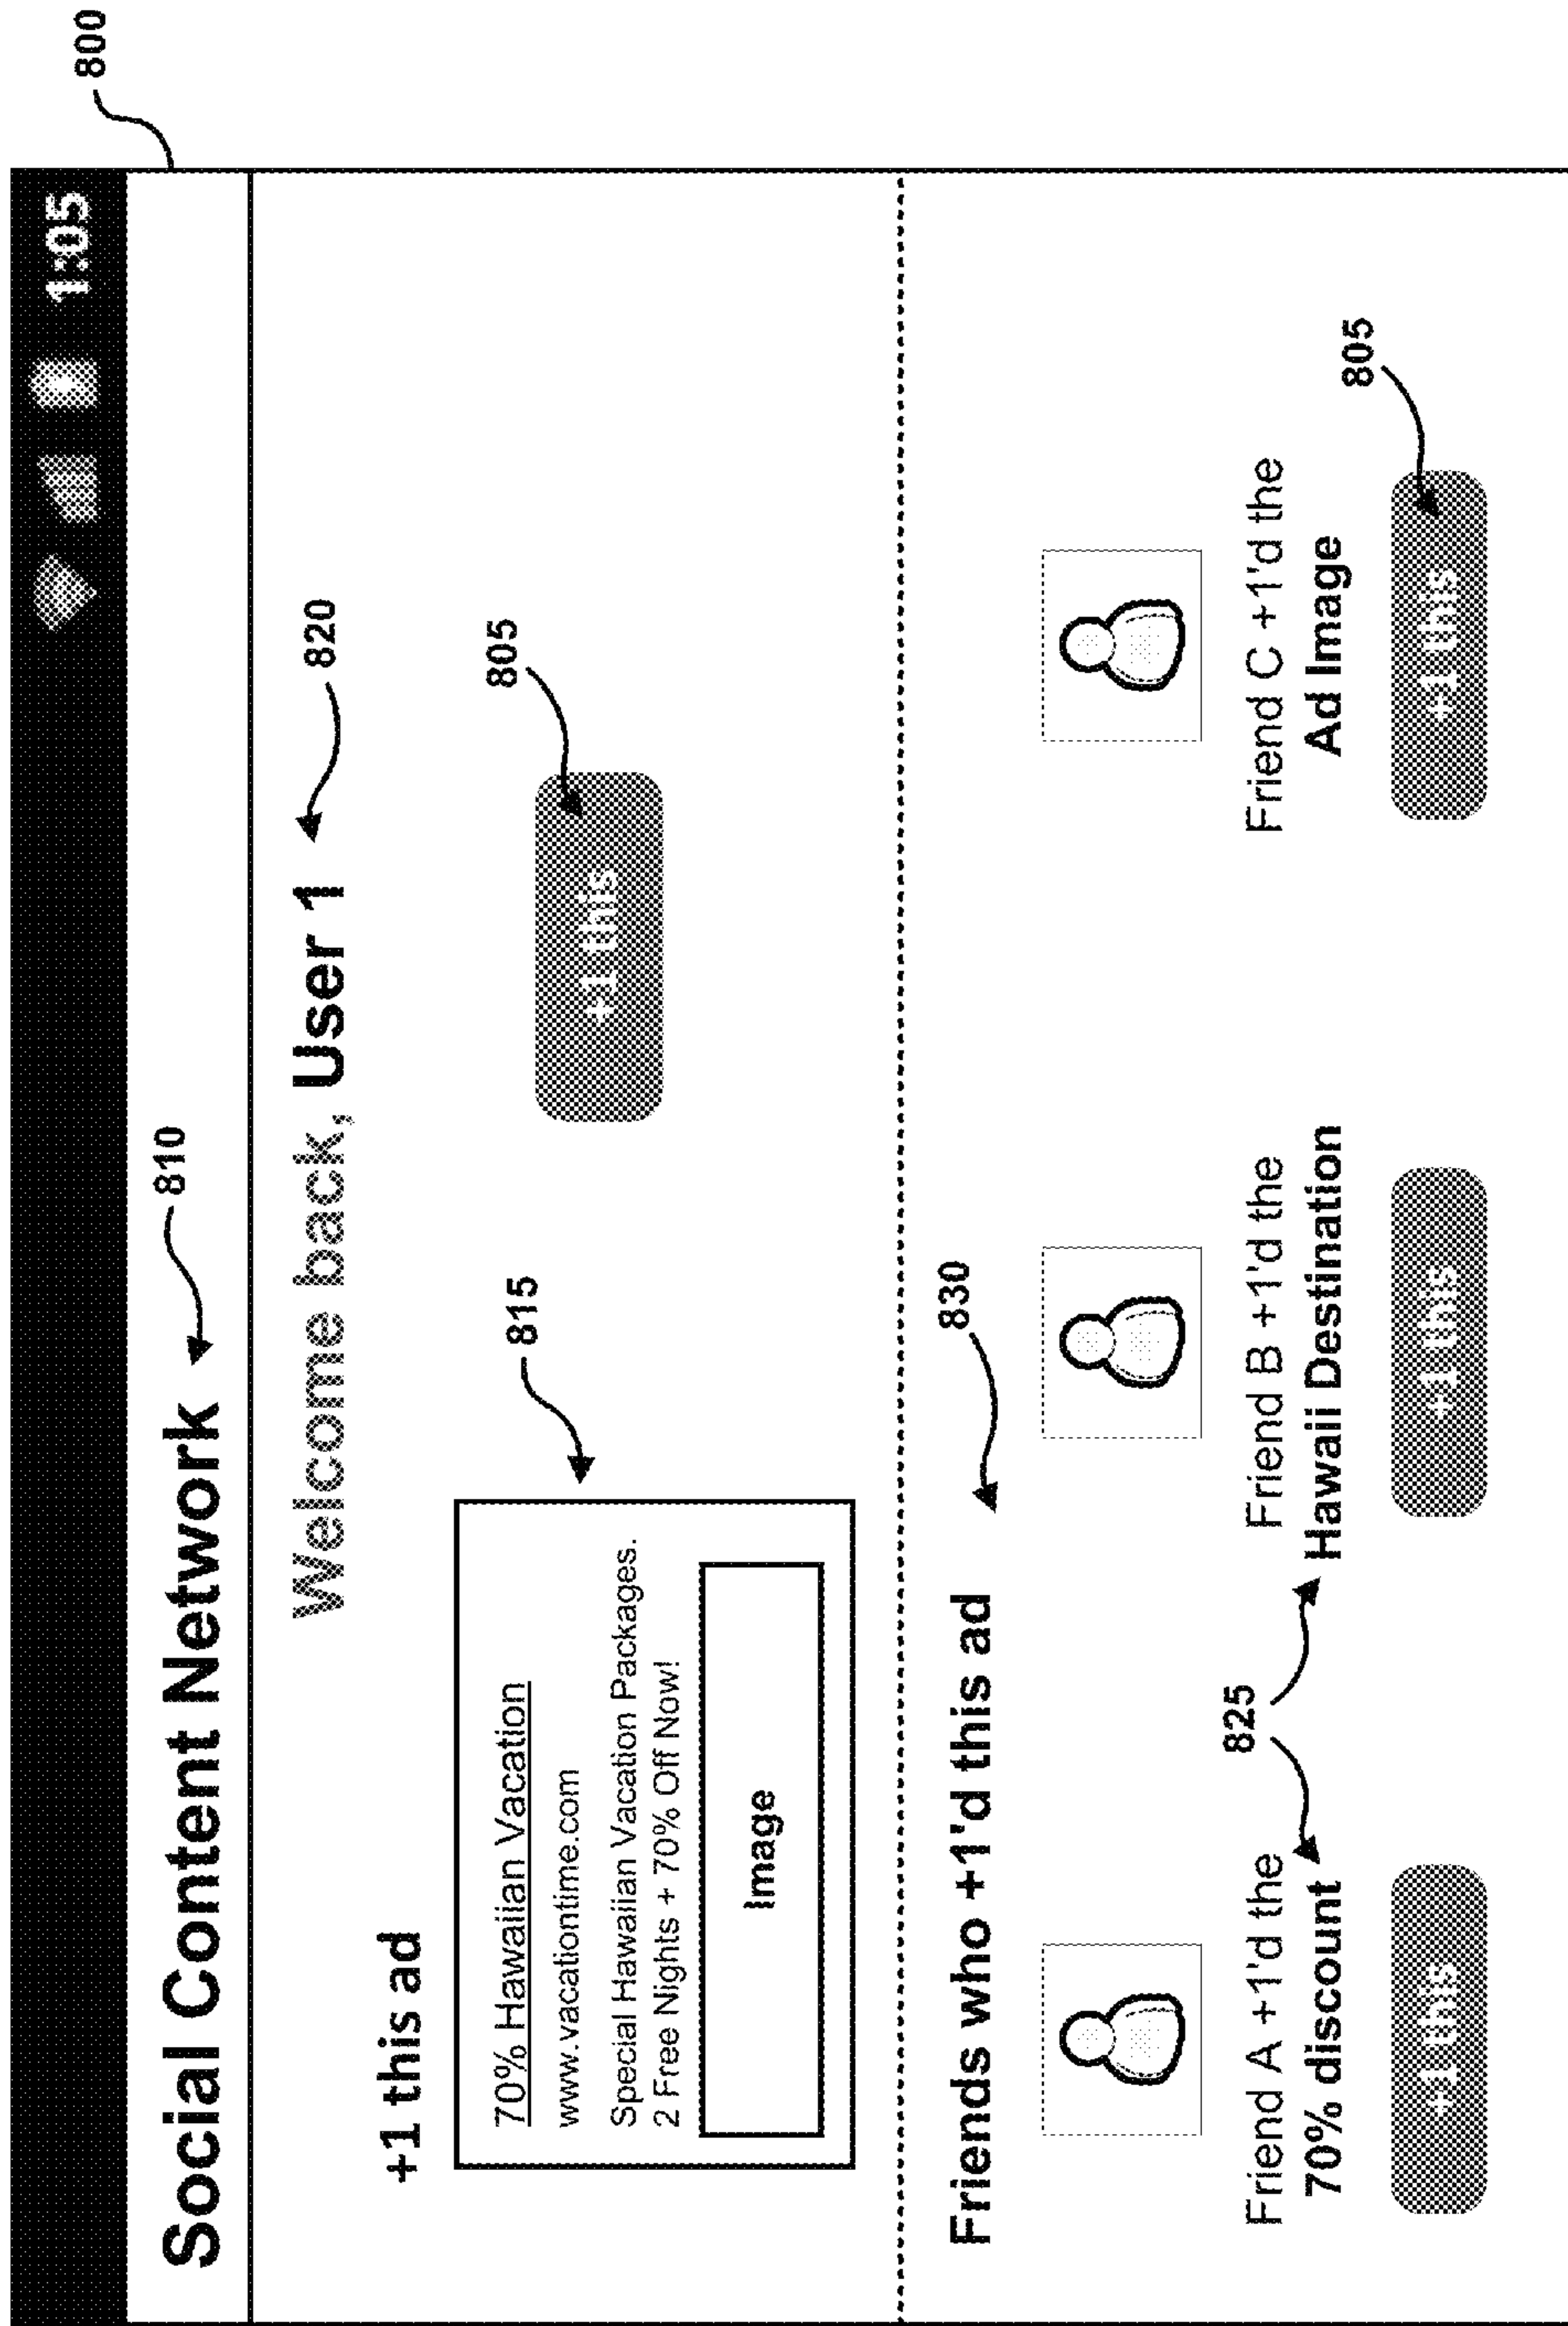 800
1:05
Social Content Network
810
Welcome back, User 1
820
+1 this ad
815
70% Hawaiian Vacation
www.vacationtime.com
Special Hawaiian Vacation Packages.
2 Free Nights + 70% Off Now!
Image
805
+1 this
Friends who +1'd this ad
830
Friend A +1'd the
70% discount
+1 this
825
Friend B +1'd the
Hawaii Destination
+1 this
Friend C +1'd the
Ad Image
805
+1 this